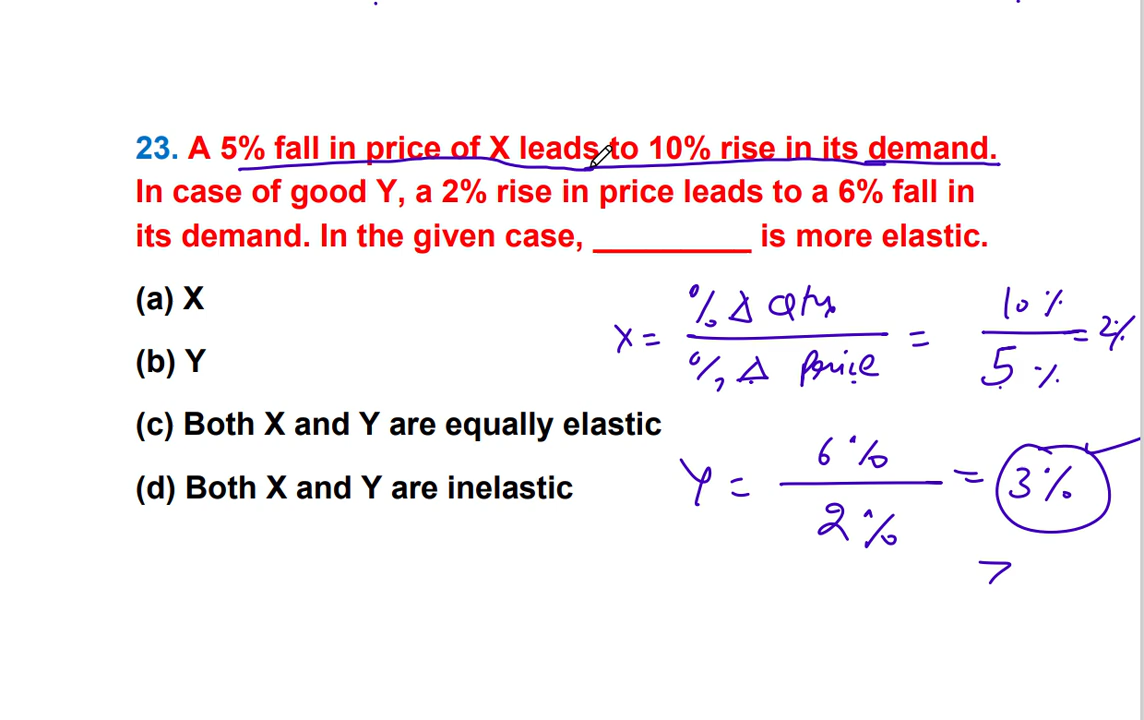 23. A 5% fall in price of X leads to 10% rise in its demand.
In case of good Y, a 2% rise in price leads to a 6% fall in
its demand. In the given case, __________ is more elastic.
(a) X
(b) Y
(c) Both X and Y are equally elastic
(d) Both X and Y are inelastic
X = % Δ Qty / % Δ Price = 10% / 5% = 2%
Y = 6% / 2% = 3%
>